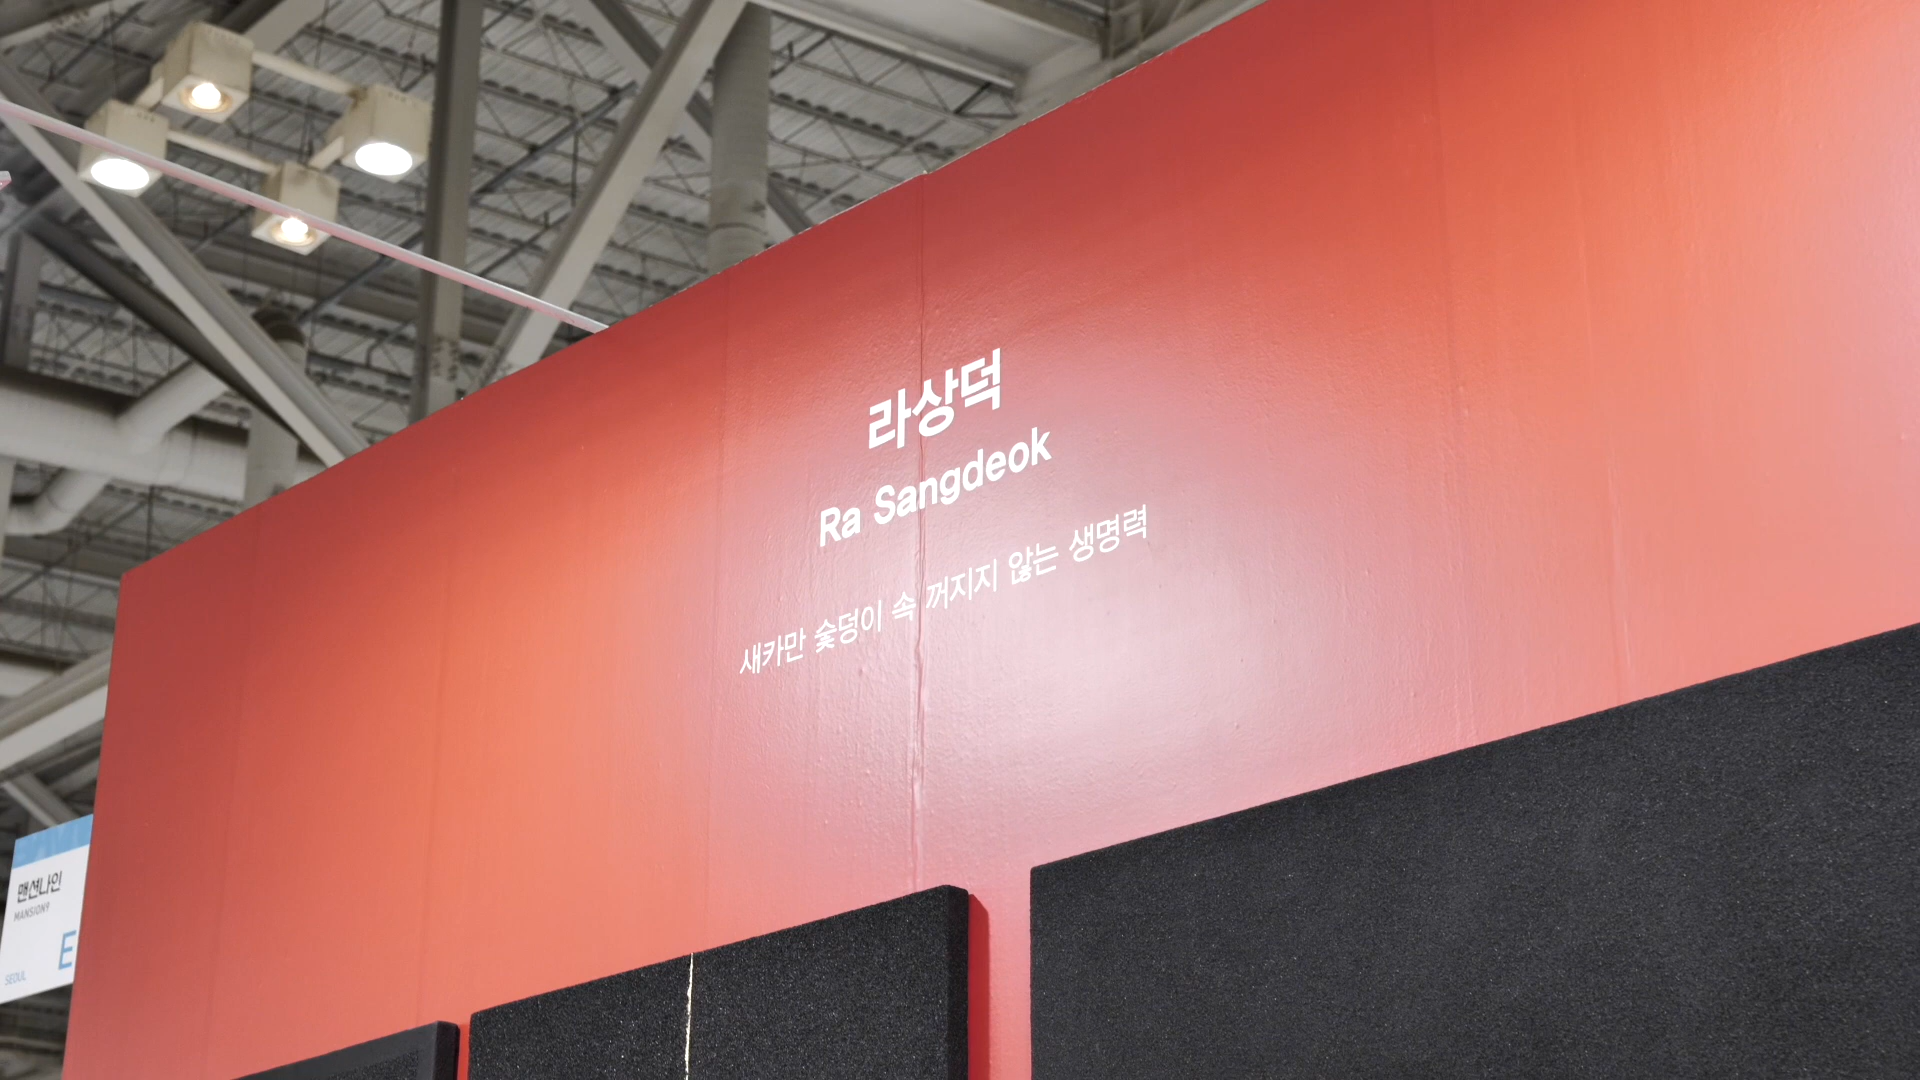 라상덕
Ra Sangdeok
새카만 숯덩이 속 꺼지지 않는 생명력
맨션나인
MANSION9
E
SEOUL